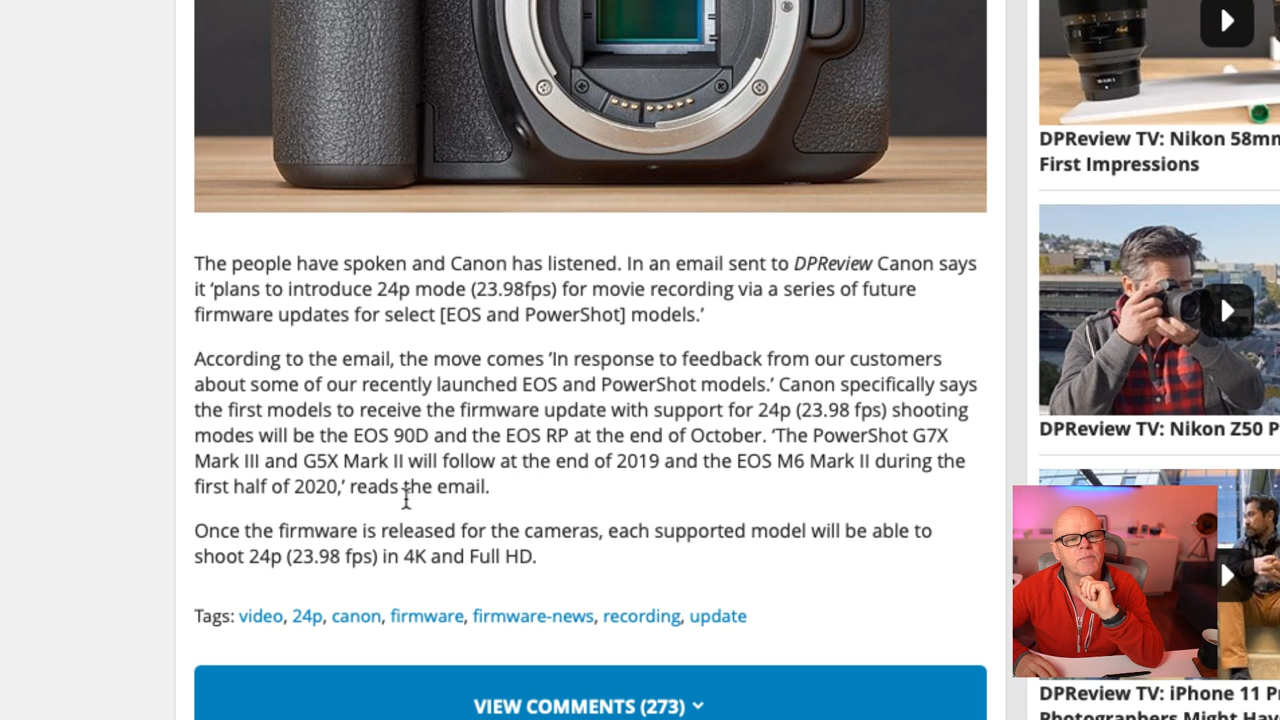 The people have spoken and Canon has listened. In an email sent to DPReview Canon says
it ‘plans to introduce 24p mode (23.98fps) for movie recording via a series of future
firmware updates for select [EOS and PowerShot] models.’
According to the email, the move comes ’In response to feedback from our customers
about some of our recently launched EOS and PowerShot models.’ Canon specifically says
the first models to receive the firmware update with support for 24p (23.98 fps) shooting
modes will be the EOS 90D and the EOS RP at the end of October. ‘The PowerShot G7X
Mark III and G5X Mark II will follow at the end of 2019 and the EOS M6 Mark II during the
first half of 2020,’ reads the email.
Once the firmware is released for the cameras, each supported model will be able to
shoot 24p (23.98 fps) in 4K and Full HD.
Tags: video, 24p, canon, firmware, firmware-news, recording, update
VIEW COMMENTS (273)
DPReview TV: Nikon 58mm
First Impressions
DPReview TV: Nikon Z50 P
DPReview TV: iPhone 11 P
Photographers Might Hav